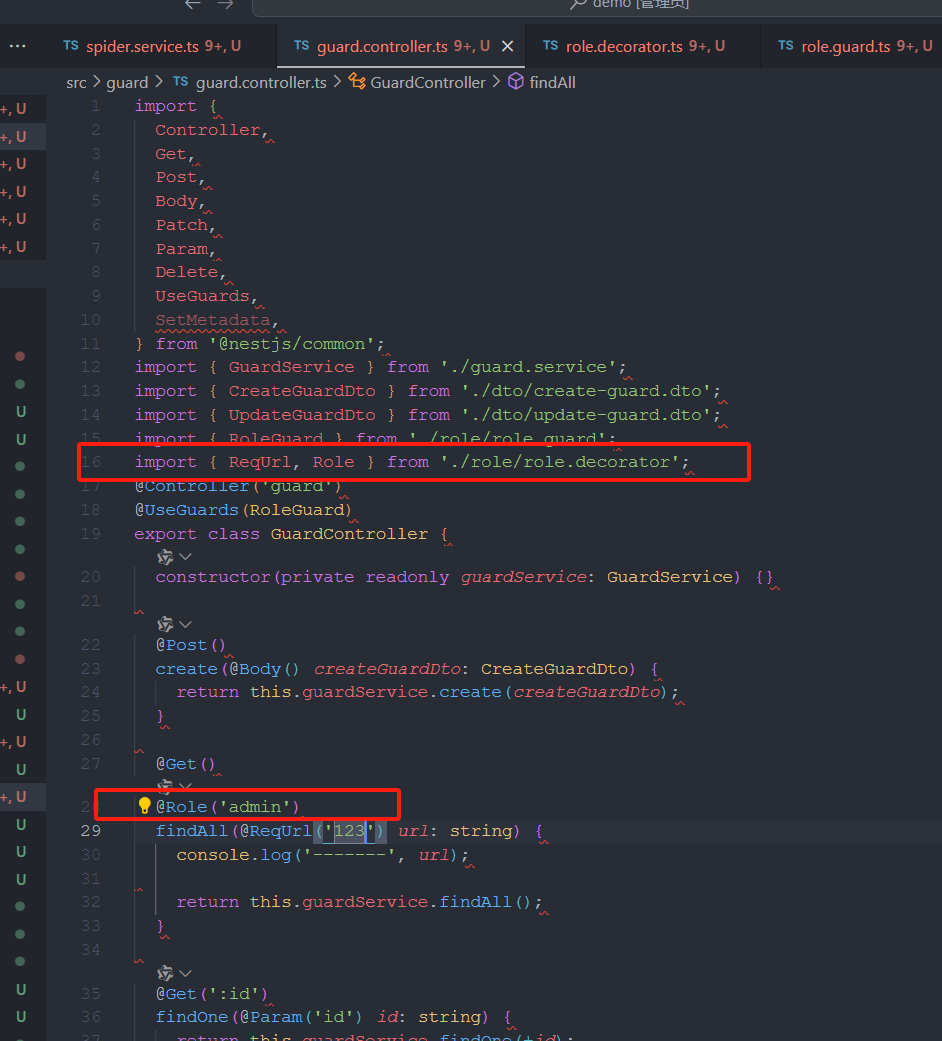 demo [管理员]
TS spider.service.ts 9+, U TS guard.controller.ts 9+, U TS role.decorator.ts 9+, U TS role.guard.ts 9+, U
src > guard > TS guard.controller.ts > GuardController > findAll
1 import {
2 Controller,
3 Get,
4 Post,
5 Body,
6 Patch,
7 Param,
8 Delete,
9 UseGuards,
10 SetMetadata,
11 } from '@nestjs/common';
12 import { GuardService } from './guard.service';
13 import { CreateGuardDto } from './dto/create-guard.dto';
14 import { UpdateGuardDto } from './dto/update-guard.dto';
15 import { RoleGuard } from './role/role.guard';
16 import { ReqUrl, Role } from './role/role.decorator';
17 @Controller('guard')
18 @UseGuards(RoleGuard)
19 export class GuardController {
20 constructor(private readonly guardService: GuardService) {}
21
22 @Post()
23 create(@Body() createGuardDto: CreateGuardDto) {
24 return this.guardService.create(createGuardDto);
25 }
26
27 @Get()
28 @Role('admin')
29 findAll(@ReqUrl('123') url: string) {
30 console.log('-------', url);
31
32 return this.guardService.findAll();
33 }
34
35 @Get(':id')
36 findOne(@Param('id') id: string) {
37 return this.guardService.findOne(+id);
+, U
+, U
+, U
+, U
+, U
+, U
U
U
+, U
U
+, U
U
+, U
U
U
U
U
U